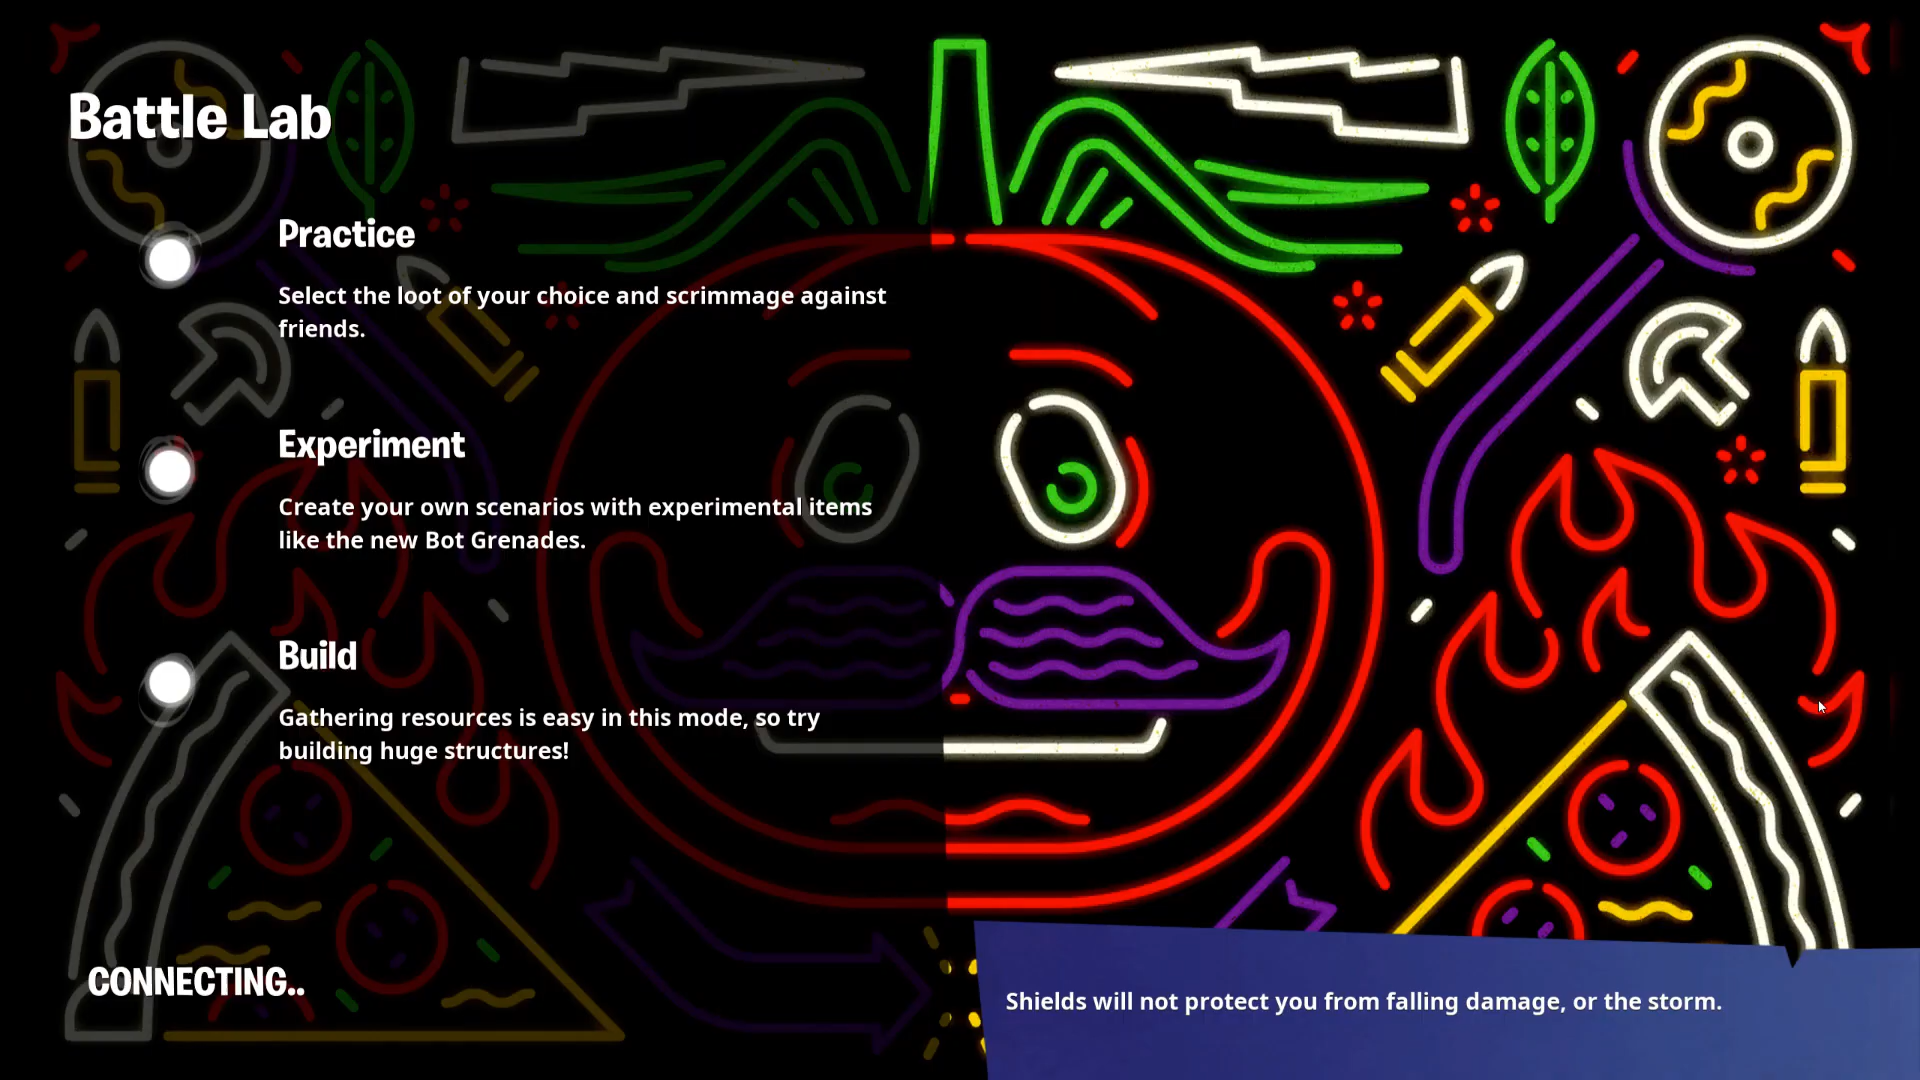 Battle Lab
Practice
Select the loot of your choice and scrimmage against
friends.
Experiment
Create your own scenarios with experimental items
like the new Bot Grenades.
Build
Gathering resources is easy in this mode, so try
building huge structures!
CONNECTING..
Shields will not protect you from falling damage, or the storm.